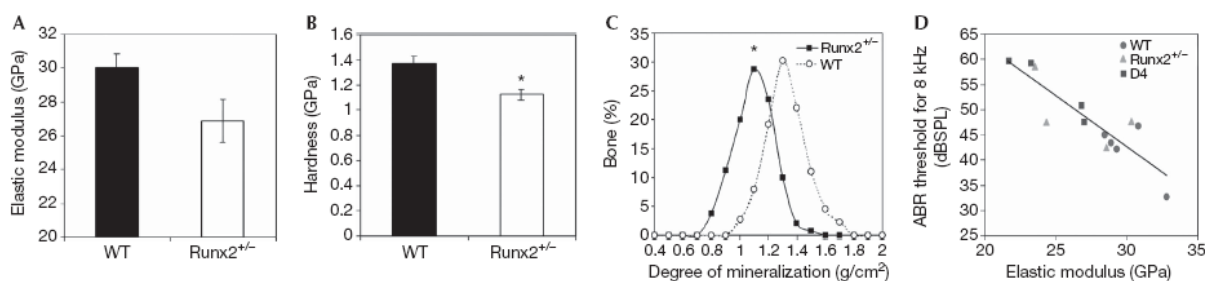 A
Elastic modulus (GPa)
32
30
28
26
24
22
20
WT
Runx2+/–
B
Hardness (GPa)
1.6
1.4
1.2
1
0.8
0.6
0.4
0.2
0
*
WT
Runx2+/–
C
Bone (%)
35
30
25
20
15
10
5
0
*
Runx2+/–
WT
0.4 0.6 0.8 1 1.2 1.4 1.6 1.8 2
Degree of mineralization (g/cm2)
D
ABR threshold for 8 kHz
(dBSPL)
65
60
55
50
45
40
35
30
25
WT
Runx2+/–
D4
20 25 30 35
Elastic modulus (GPa)